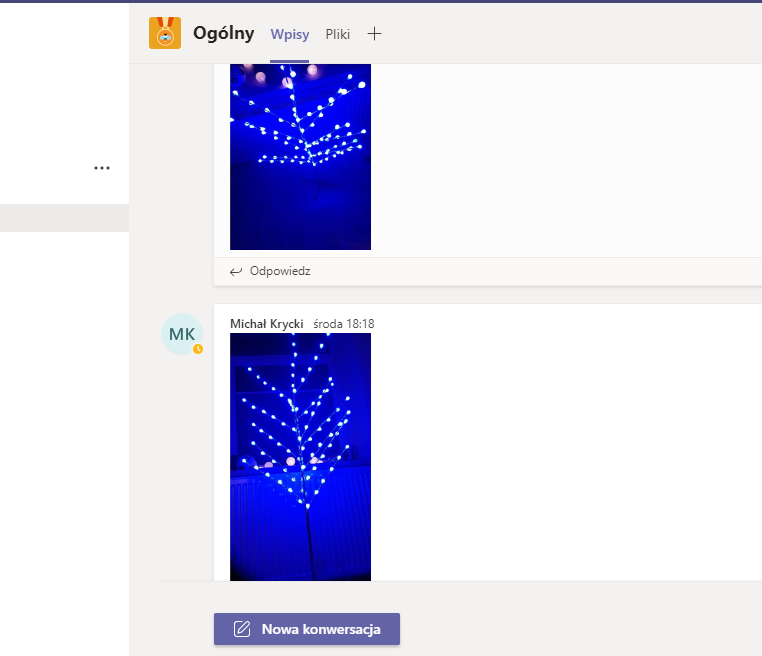 Ogólny Wpisy Pliki
Odpowiedz
MK
Michał Krycki środa 18:18
Nowa konwersacja